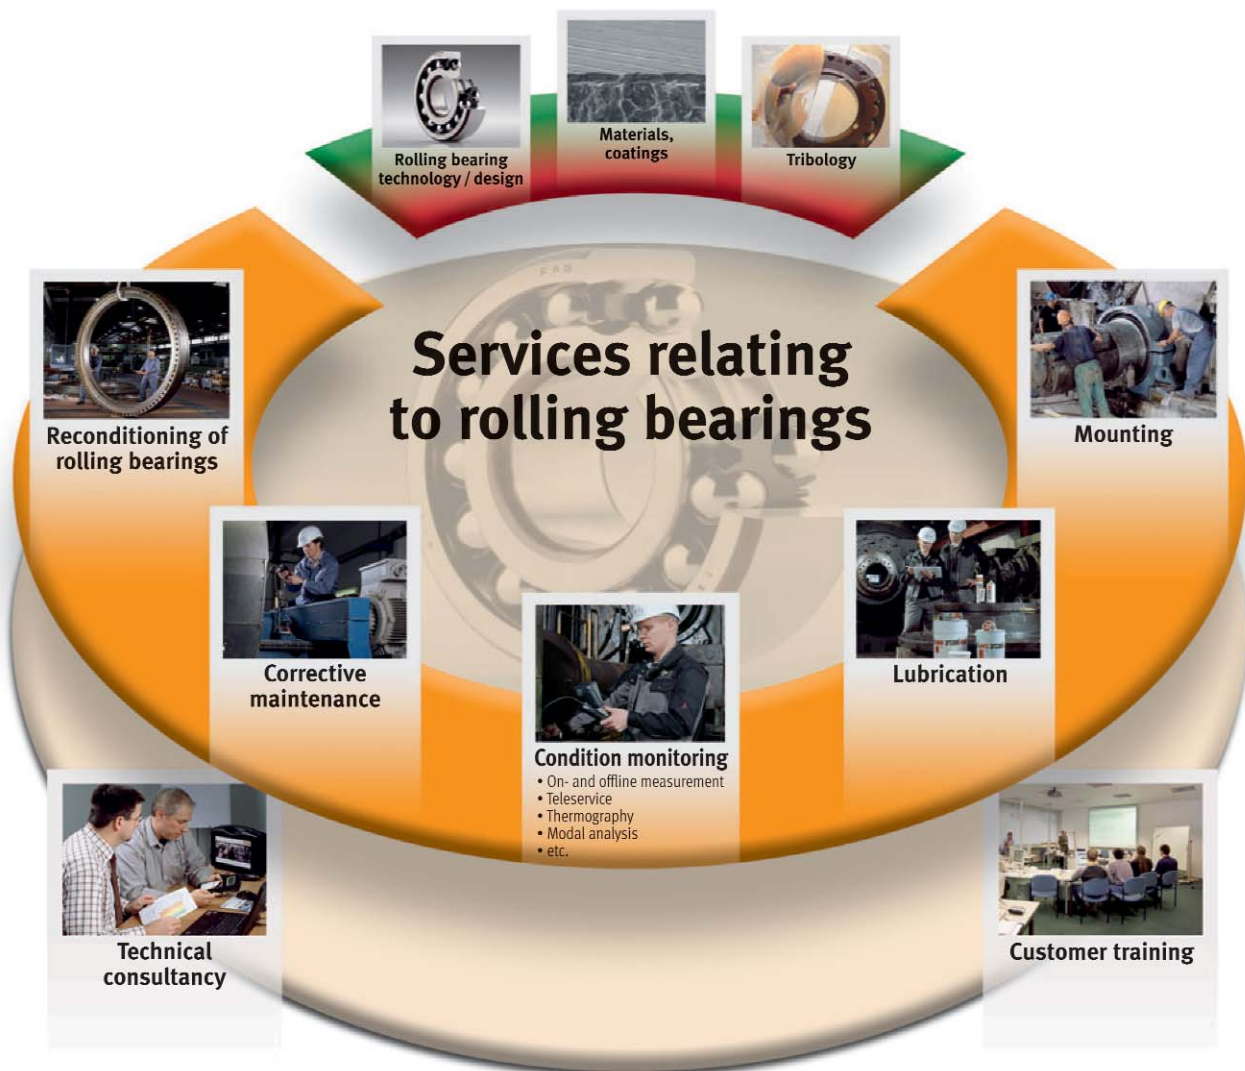 Rolling bearing
technology / design
Materials,
coatings
Tribology
Services relating
to rolling bearings
Reconditioning of
rolling bearings
Mounting
Corrective
maintenance
Lubrication
Condition monitoring
• On- and offline measurement
• Teleservice
• Thermography
• Modal analysis
• etc.
Technical
consultancy
Customer training